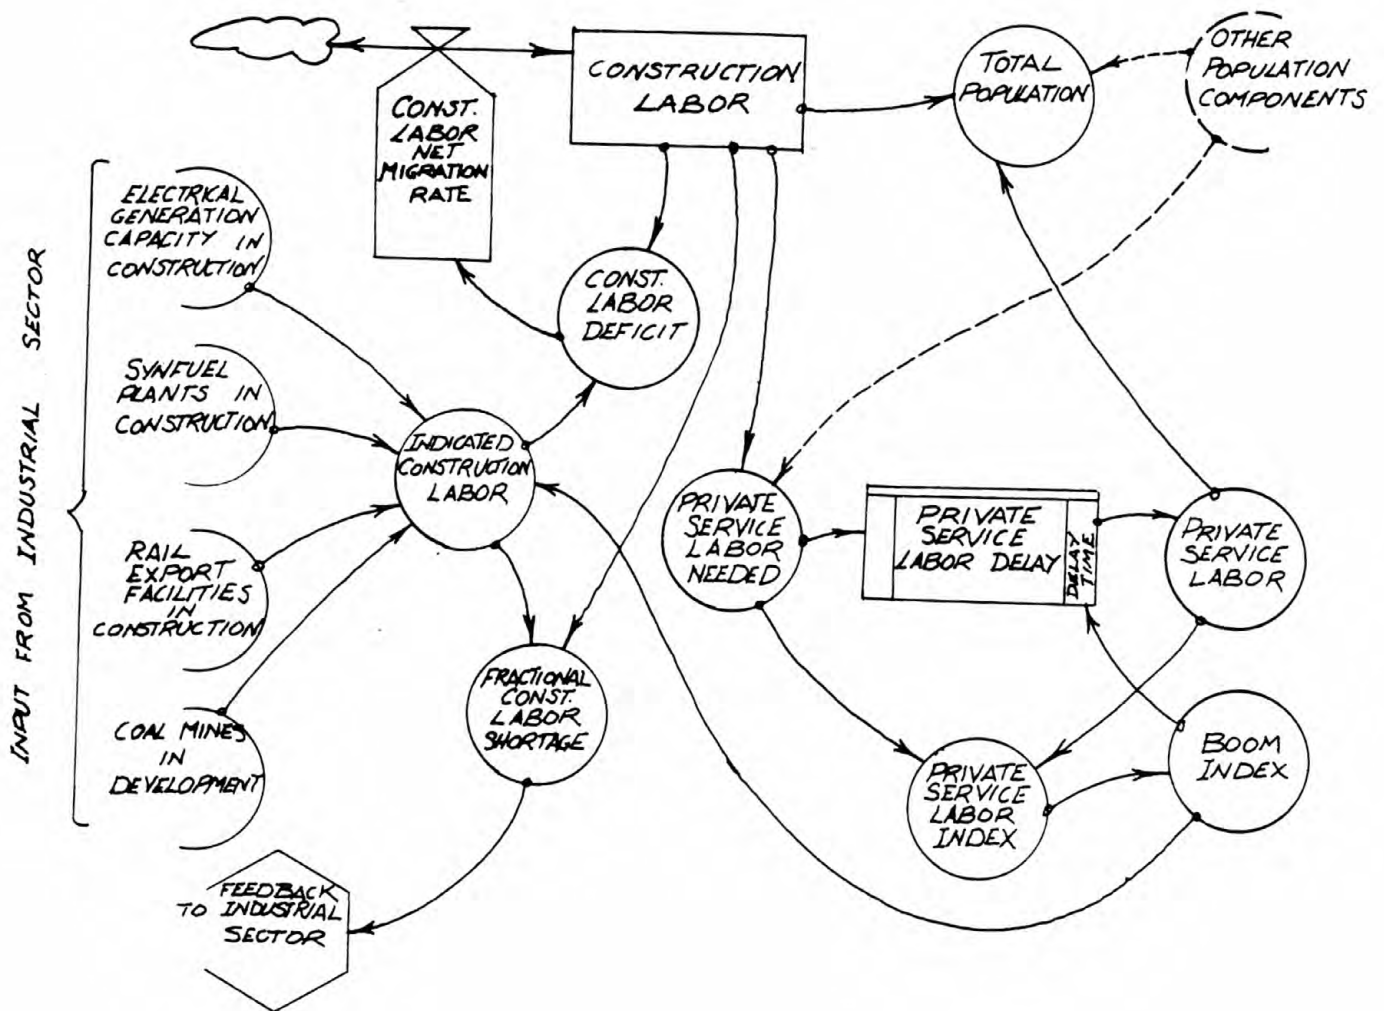 CONSTRUCTION
LABOR
TOTAL
POPULATION
OTHER
POPULATION
COMPONENTS
CONST.
LABOR
NET
MIGRATION
RATE
INPUT FROM INDUSTRIAL SECTOR
ELECTRICAL
GENERATION
CAPACITY IN
CONSTRUCTION
CONST.
LABOR
DEFICIT
SYNFUEL
PLANTS IN
CONSTRUCTION
INDICATED
CONSTRUCTION
LABOR
PRIVATE
SERVICE
LABOR
NEEDED
PRIVATE
SERVICE
LABOR DELAY
DELAY
TIME
PRIVATE
SERVICE
LABOR
RAIL
EXPORT
FACILITIES
IN
CONSTRUCTION
FRACTIONAL
CONST.
LABOR
SHORTAGE
COAL MINES
IN
DEVELOPMENT
PRIVATE
SERVICE
LABOR
INDEX
BOOM
INDEX
FEEDBACK
TO INDUSTRIAL
SECTOR